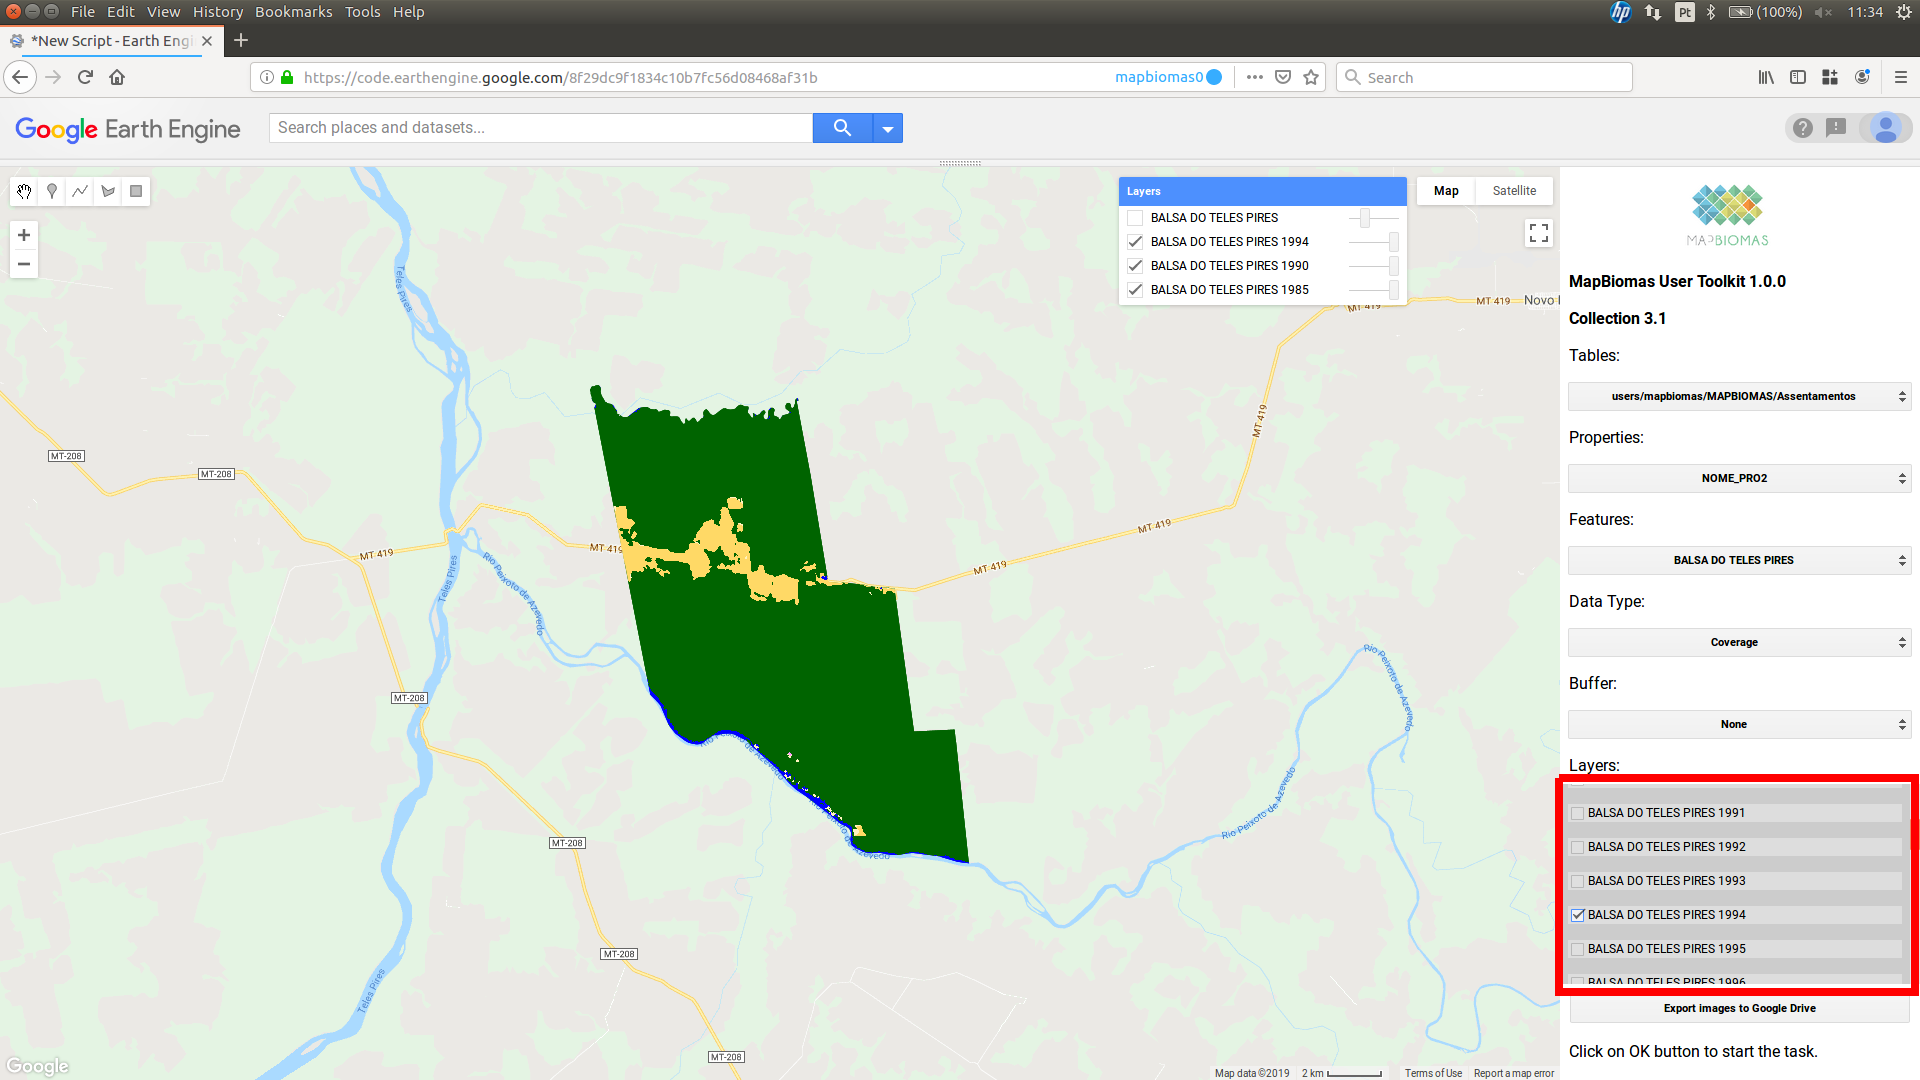 File Edit View History Bookmarks Tools Help
hp Pt (100%) 11:34
*New Script - Earth Engi
https://code.earthengine.google.com/8f29dc9f1834c10b7fc56d08468af31b mapbiomas0 Search
Google Earth Engine Search places and datasets...
Layers
BALSA DO TELES PIRES
BALSA DO TELES PIRES 1994
BALSA DO TELES PIRES 1990
BALSA DO TELES PIRES 1985
Map Satellite
MAPBIOMAS
MapBiomas User Toolkit 1.0.0
Collection 3.1
Tables:
users/mapbiomas/MAPBIOMAS/Assentamentos
Properties:
NOME_PRO2
Features:
BALSA DO TELES PIRES
Data Type:
Coverage
Buffer:
None
Layers:
BALSA DO TELES PIRES 1991
BALSA DO TELES PIRES 1992
BALSA DO TELES PIRES 1993
BALSA DO TELES PIRES 1994
BALSA DO TELES PIRES 1995
BALSA DO TELES PIRES 1996
Export images to Google Drive
Click on OK button to start the task.
Teles Pires
MT 419
Novo
MT 419
MT 419
MT-208
MT-208
MT 419
MT 419
MT 419
MT 419
Teles Pires
Rio Peixoto de Azevedo
Rio Peixoto de Azevedo
MT-208
Rio Peixoto de Azevedo
Rio Peixoto de Azevedo
MT-208
MT-208
Teles Pires
MT-208
Google
Map data ©2019 2 km Terms of Use Report a map error